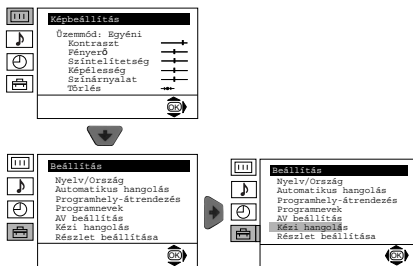 Képbeállítás
Üzemmód: Egyéni
Kontraszt
Fényerő
Színtelítetség
Képélesség
Színárnyalat
Törlés
OK
Beállítás
Nyelv/Ország
Automatikus hangolás
Programhely-átrendezés
Programnevek
AV beállítás
Kézi hangolás
Részlet beállítása
OK
Beállítás
Nyelv/Ország
Automatikus hangolás
Programhely-átrendezés
Programnevek
AV beállítás
Kézi hangolás
Részlet beállítása
OK